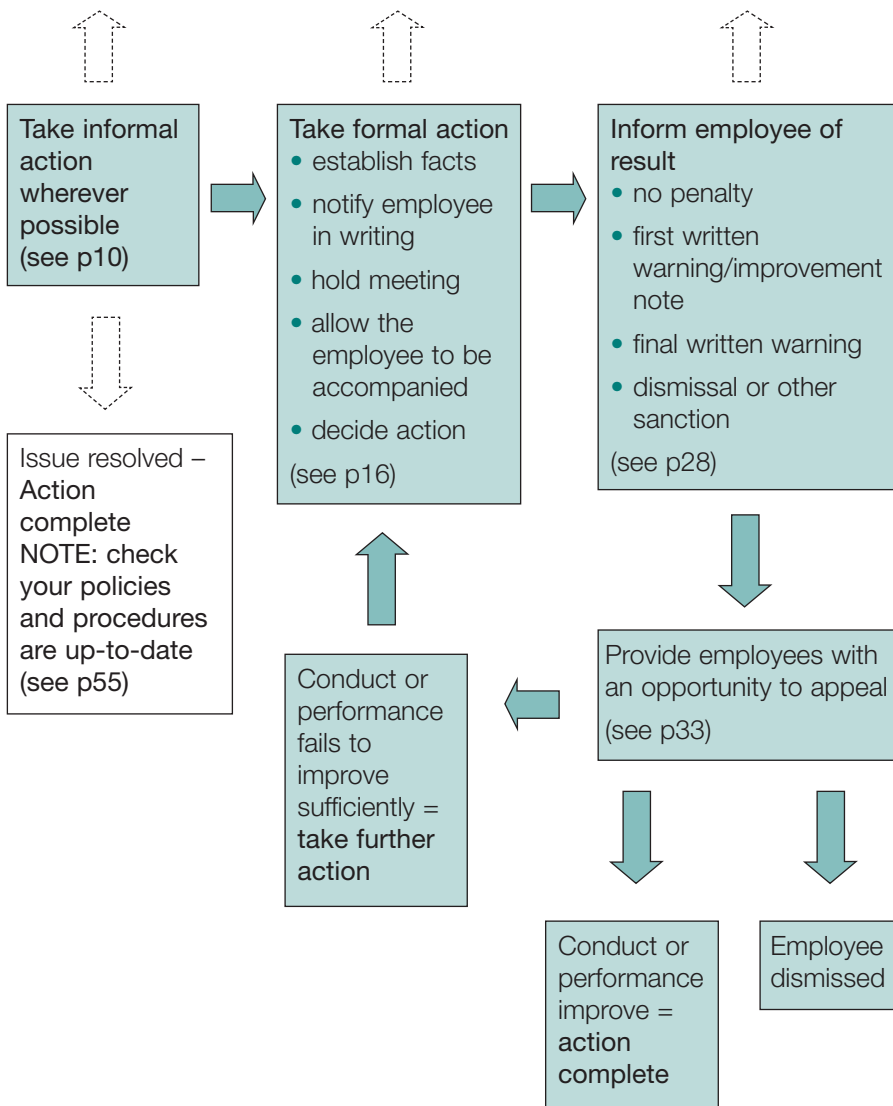 Take informal
action
wherever
possible
(see p10)
Take formal action
• establish facts
• notify employee
in writing
• hold meeting
• allow the
employee to be
accompanied
• decide action
(see p16)
Inform employee of
result
• no penalty
• first written
warning/improvement
note
• final written warning
• dismissal or other
sanction
(see p28)
Issue resolved –
Action
complete
NOTE: check
your policies
and procedures
are up-to-date
(see p55)
Conduct or
performance
fails to
improve
sufficiently =
take further
action
Provide employees with
an opportunity to appeal
(see p33)
Conduct or
performance
improve =
action
complete
Employee
dismissed